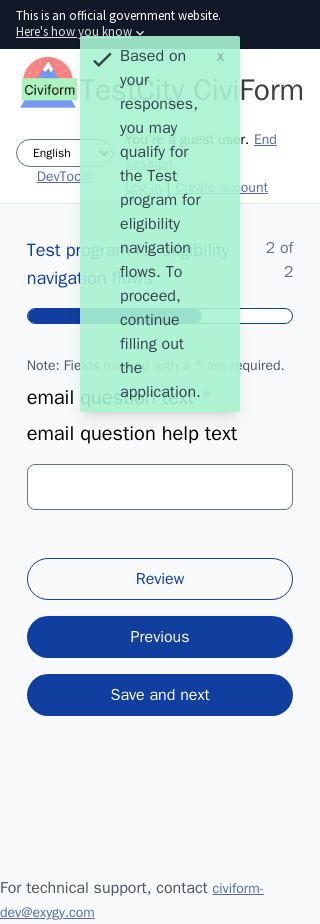 This is an official government website.
Here's how you know
Based on
your
responses,
you may
qualify for
the Test
program for
eligibility
navigation
flows. To
proceed,
continue
filling out
the
application.
x
Civiform
TestCity CiviForm
English
You're a guest user. End
session
DevTools
Log in | Create account
Test program for eligibility
navigation flows
2 of
2
Note: Fields marked with a * are required.
email question text *
email question help text
Review
Previous
Save and next
For technical support, contact civiform-
dev@exygy.com